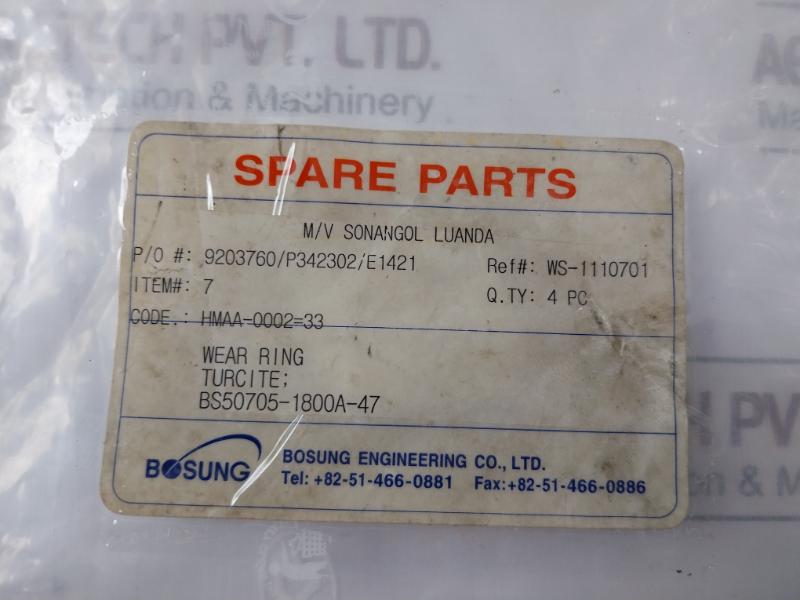 TECH PVT. LTD.
& Machinery
SPARE PARTS
M/V SONANGOL LUANDA
P/O #: 9203760/P342302/E1421 Ref#: WS-1110701
ITEM#: 7 Q.TY: 4 PC
CODE.: HMAA-0002=33
WEAR RING
TURCITE;
BS50705-1800A-47
BOSUNG
BOSUNG ENGINEERING CO., LTD.
Tel: +82-51-466-0881 Fax:+82-51-466-0886